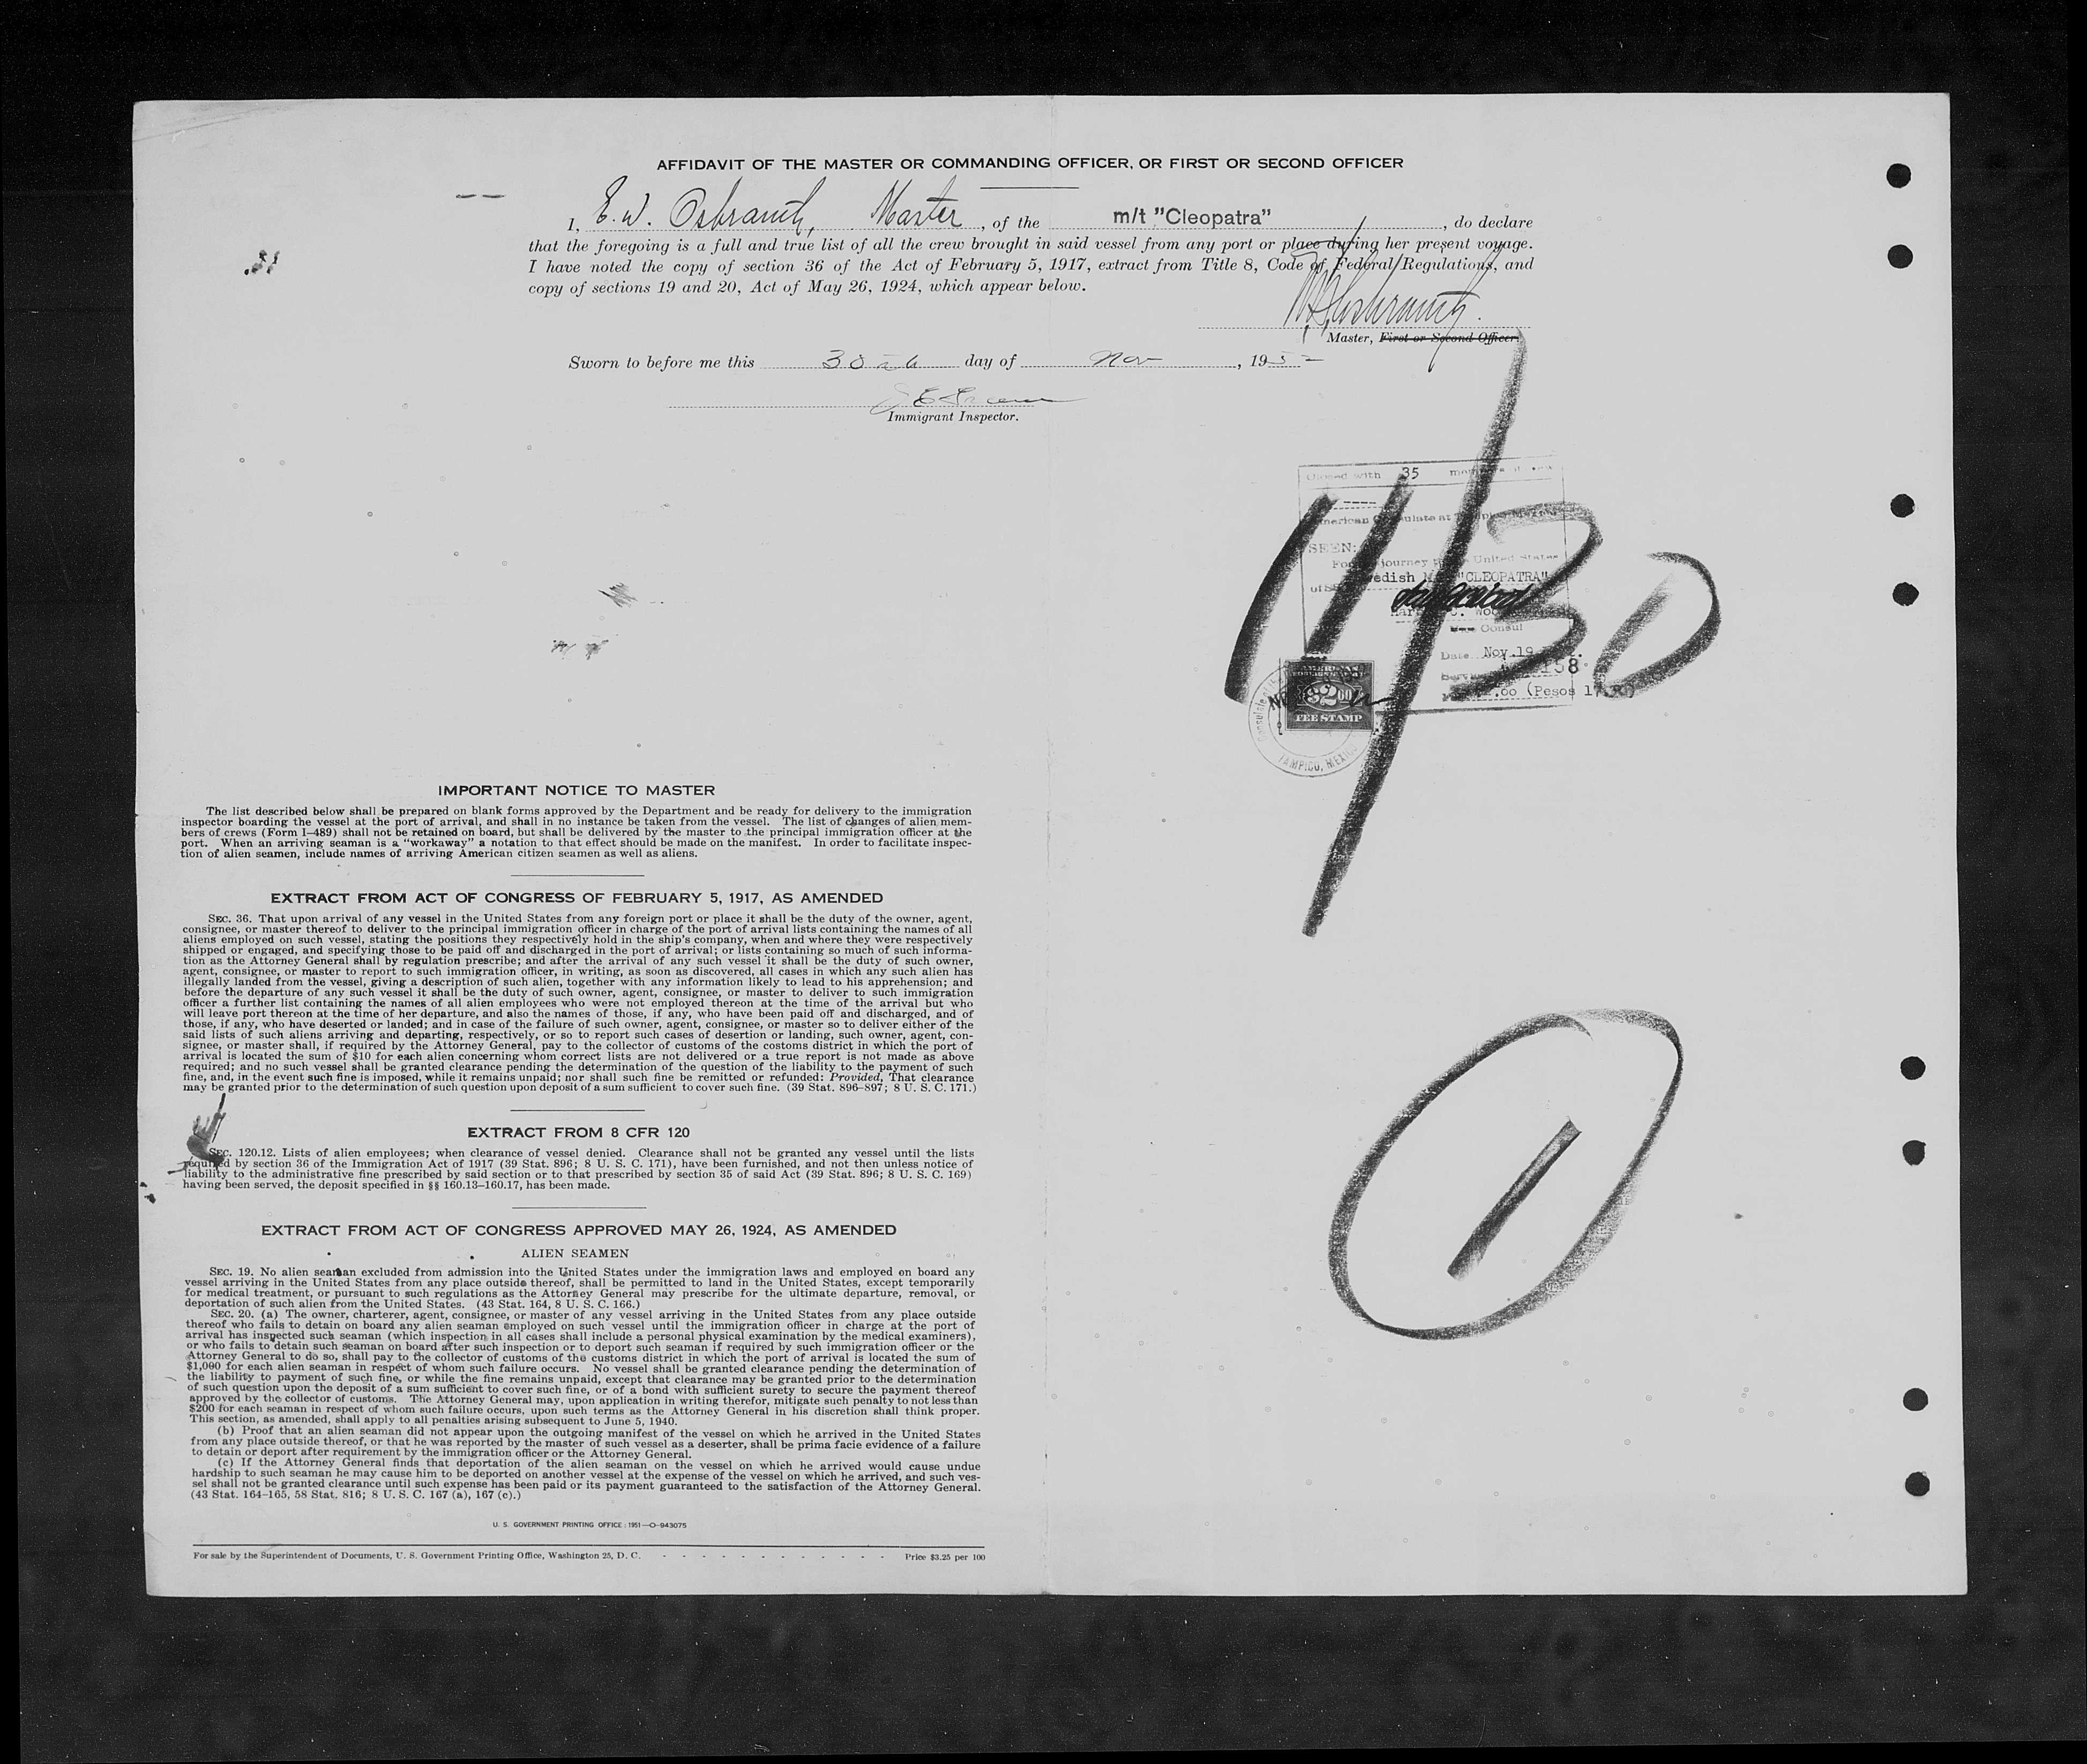 AFFIDAVIT OF THE MASTER OR COMMANDING OFFICER, OR FIRST OR SECOND OFFICER
I, E. W. Osbrauth, Master, of the m/t "Cleopatra", do declare
that the foregoing is a full and true list of all the crew brought in said vessel from any port or place during her present voyage.
I have noted the copy of section 36 of the Act of February 5, 1917, extract from Title 8, Code of Federal Regulations, and
copy of sections 19 and 20, Act of May 26, 1924, which appear below.
Master, First or Second Officer.
Sworn to before me this 30th day of Nov, 1952
Immigrant Inspector.
Closed with 35
American Consulate at
SEEN:
For journey United States
"CLEOPATRA"
Consul
Date Nov. 19
(Pesos
$2.00
FEE STAMP
TAMPICO, MEXICO
11/30
1
IMPORTANT NOTICE TO MASTER
The list described below shall be prepared on blank forms approved by the Department and be ready for delivery to the immigration
inspector boarding the vessel at the port of arrival, and shall in no instance be taken from the vessel. The list of changes of alien mem-
bers of crews (Form I-489) shall not be retained on board, but shall be delivered by the master to the principal immigration officer at the
port. When an arriving seaman is a "workaway" a notation to that effect should be made on the manifest. In order to facilitate inspec-
tion of alien seamen, include names of arriving American citizen seamen as well as aliens.
EXTRACT FROM ACT OF CONGRESS OF FEBRUARY 5, 1917, AS AMENDED
SEC. 36. That upon arrival of any vessel in the United States from any foreign port or place it shall be the duty of the owner, agent,
consignee, or master thereof to deliver to the principal immigration officer in charge of the port of arrival lists containing the names of all
aliens employed on such vessel, stating the positions they respectively hold in the ship's company, when and where they were respectively
shipped or engaged, and specifying those to be paid off and discharged in the port of arrival; or lists containing so much of such informa-
tion as the Attorney General shall by regulation prescribe; and after the arrival of any such vessel it shall be the duty of such owner,
agent, consignee, or master to report to such immigration officer, in writing, as soon as discovered, all cases in which any such alien has
illegally landed from the vessel, giving a description of such alien, together with any information likely to lead to his apprehension; and
before the departure of any such vessel it shall be the duty of such owner, agent, consignee, or master to deliver to such immigration
officer a further list containing the names of all alien employees who were not employed thereon at the time of the arrival but who
will leave port thereon at the time of her departure, and also the names of those, if any, who have been paid off and discharged, and of
those, if any, who have deserted or landed; and in case of the failure of such owner, agent, consignee, or master so to deliver either of the
said lists of such aliens arriving and departing, respectively, or so to report such cases of desertion or landing, such owner, agent, con-
signee, or master shall, if required by the Attorney General, pay to the collector of customs of the costoms district in which the port of
arrival is located the sum of $10 for each alien concerning whom correct lists are not delivered or a true report is not made as above
required; and no such vessel shall be granted clearance pending the determination of the question of the liability to the payment of such
fine, and, in the event such fine is imposed, while it remains unpaid; nor shall such fine be remitted or refunded: Provided, That clearance
may be granted prior to the determination of such question upon deposit of a sum sufficient to cover such fine. (39 Stat. 896-897; 8 U. S. C. 171.)
EXTRACT FROM 8 CFR 120
SEC. 120.12. Lists of alien employees; when clearance of vessel denied. Clearance shall not be granted any vessel until the lists
required by section 36 of the Immigration Act of 1917 (39 Stat. 896; 8 U. S. C. 171), have been furnished, and not then unless notice of
liability to the administrative fine prescribed by said section or to that prescribed by section 35 of said Act (39 Stat. 896; 8 U. S. C. 169)
having been served, the deposit specified in §§ 160.13-160.17, has been made.
EXTRACT FROM ACT OF CONGRESS APPROVED MAY 26, 1924, AS AMENDED
ALIEN SEAMEN
SEC. 19. No alien seaman excluded from admission into the United States under the immigration laws and employed on board any
vessel arriving in the United States from any place outside thereof, shall be permitted to land in the United States, except temporarily
for medical treatment, or pursuant to such regulations as the Attorney General may prescribe for the ultimate departure, removal, or
deportation of such alien from the United States. (43 Stat. 164, 8 U. S. C. 166.)
SEC. 20. (a) The owner, charterer, agent, consignee, or master of any vessel arriving in the United States from any place outside
thereof who fails to detain on board any alien seaman employed on such vessel until the immigration officer in charge at the port of
arrival has inspected such seaman (which inspection in all cases shall include a personal physical examination by the medical examiners),
or who fails to detain such seaman on board after such inspection or to deport such seaman if required by such immigration officer or the
Attorney General to do so, shall pay to the collector of customs of the customs district in which the port of arrival is located the sum of
$1,000 for each alien seaman in respect of whom such failure occurs. No vessel shall be granted clearance pending the determination of
the liability to payment of such fine, or while the fine remains unpaid, except that clearance may be granted prior to the determination
of such question upon the deposit of a sum sufficient to cover such fine, or of a bond with sufficient surety to secure the payment thereof
approved by the collector of customs. The Attorney General may, upon application in writing therefor, mitigate such penalty to not less than
$200 for each seaman in respect of whom such failure occurs, upon such terms as the Attorney General in his discretion shall think proper.
This section, as amended, shall apply to all penalties arising subsequent to June 5, 1940.
(b) Proof that an alien seaman did not appear upon the outgoing manifest of the vessel on which he arrived in the United States
from any place outside thereof, or that he was reported by the master of such vessel as a deserter, shall be prima facie evidence of a failure
to detain or deport after requirement by the immigration officer or the Attorney General.
(c) If the Attorney General finds that deportation of the alien seaman on the vessel on which he arrived would cause undue
hardship to such seaman he may cause him to be deported on another vessel at the expense of the vessel on which he arrived, and such ves-
sel shall not be granted clearance until such expense has been paid or its payment guaranteed to the satisfaction of the Attorney General.
(43 Stat. 164-165, 58 Stat. 816; 8 U. S. C. 167 (a), 167 (c).)
U. S. GOVERNMENT PRINTING OFFICE : 1951—O-943075
For sale by the Superintendent of Documents, U. S. Government Printing Office, Washington 25, D. C. - - - - - - - - - - - - Price $3.25 per 100